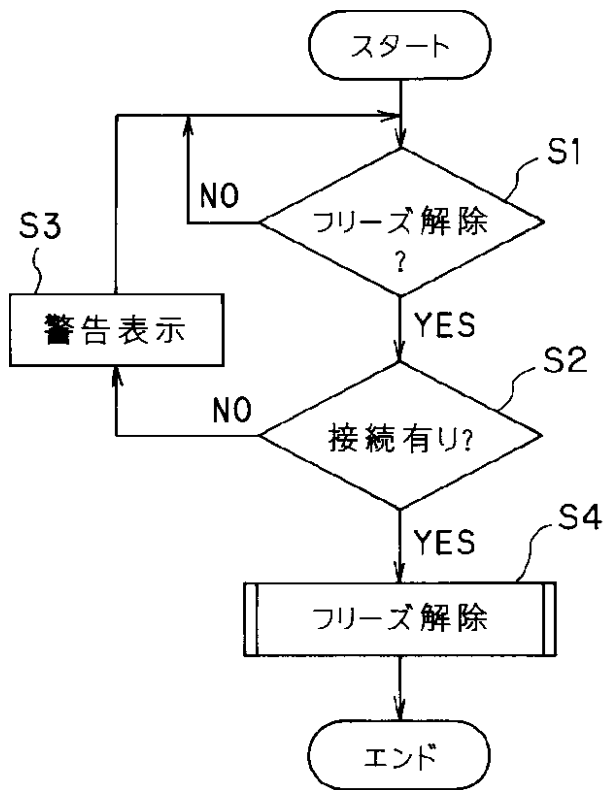 スタート
S1
フリーズ解除
?
NO
YES
S3
警告表示
S2
接続有り?
NO
YES
S4
フリーズ解除
エンド